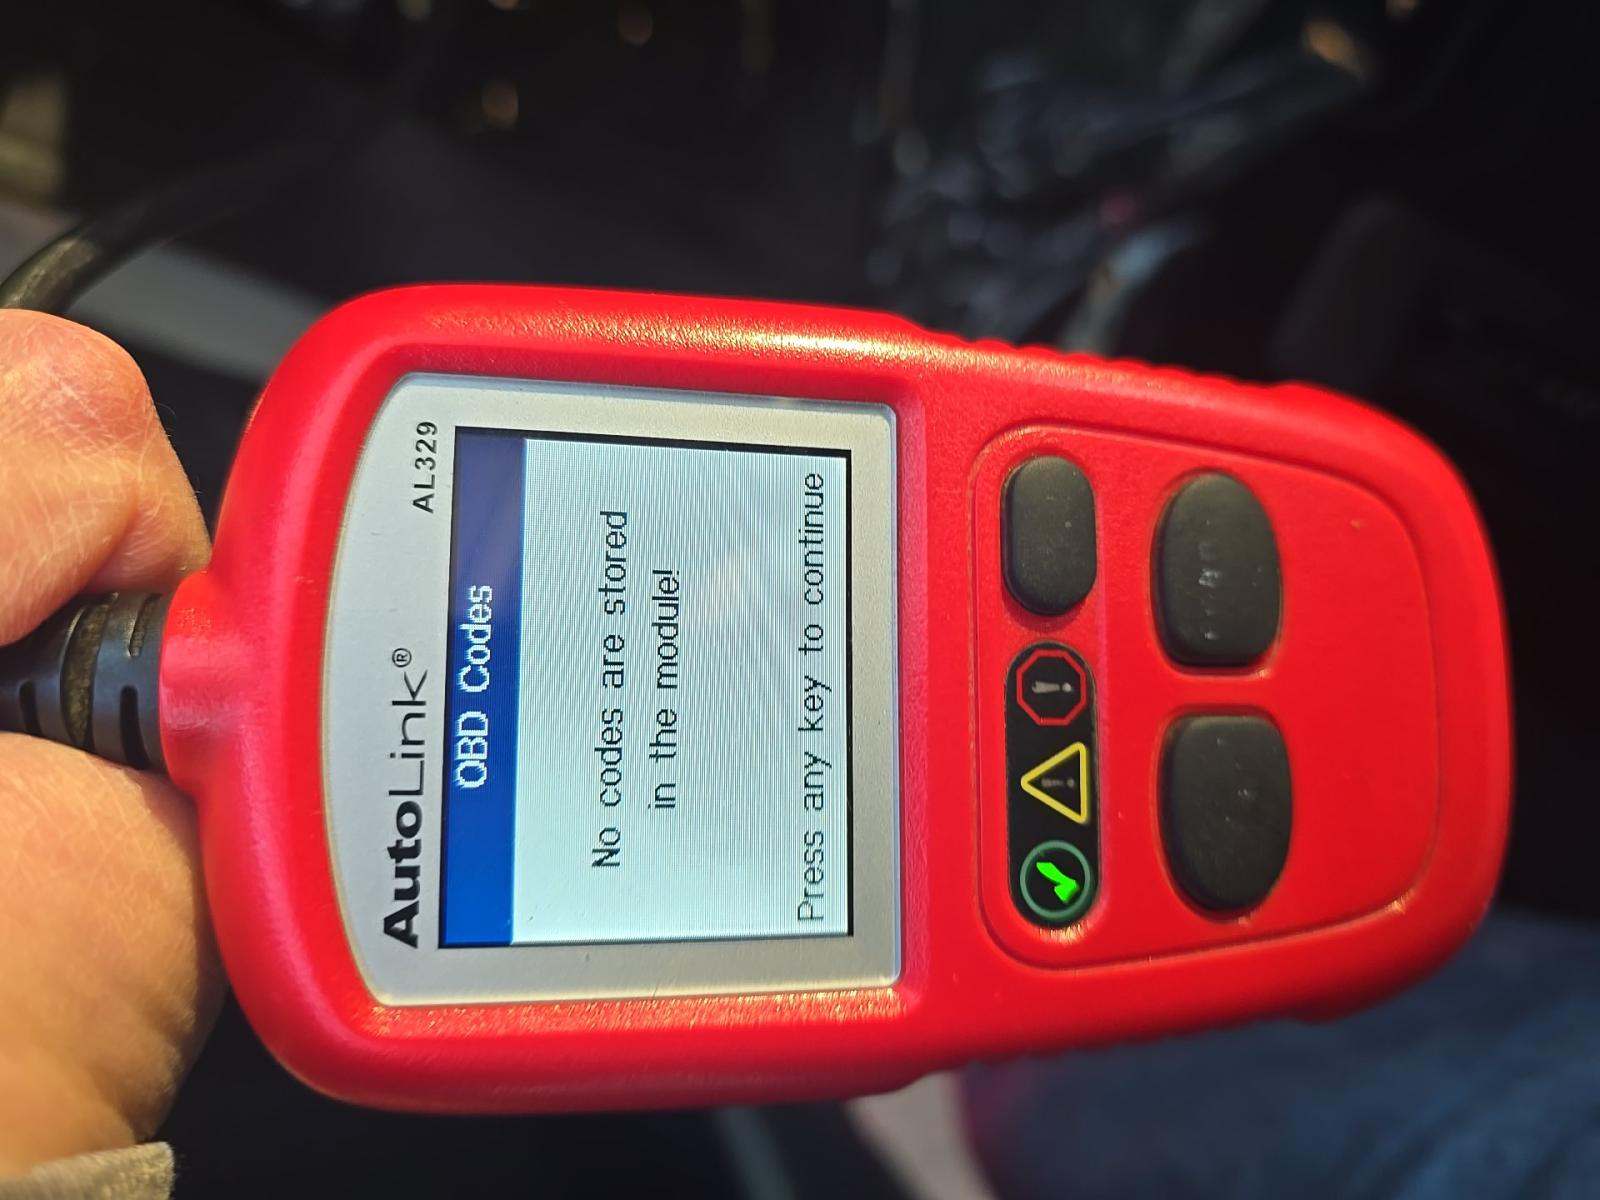 AutoLink® AL329
OBD Codes
No codes are stored
in the module!
Press any key to continue